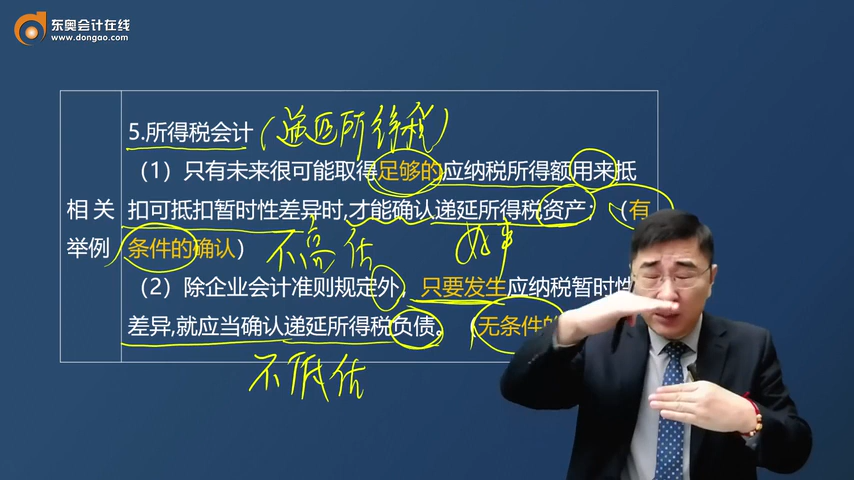 东奥会计在线
www.dongao.com
5.所得税会计（递延所得税）
（1）只有未来很可能取得足够的应纳税所得额用来抵
相关
举例
扣可抵扣暂时性差异时,才能确认递延所得税资产；（有
条件的确认）
不高估
好事
（2）除企业会计准则规定外，只要发生应纳税暂时性
差异,就应当确认递延所得税负债。（无条件的
不低估